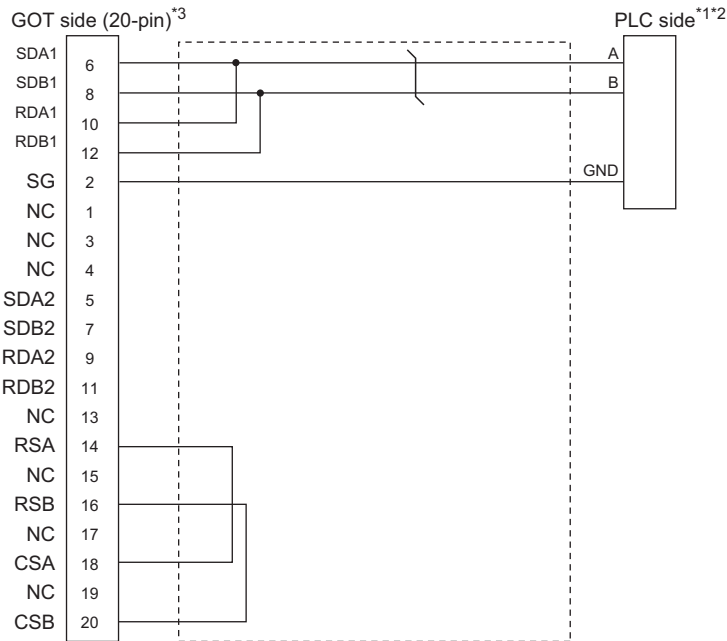 GOT side (20-pin)*3 PLC side*1*2
SDA1 6 A
SDB1 8 B
RDA1 10
RDB1 12
SG 2 GND
NC 1
NC 3
NC 4
SDA2 5
SDB2 7
RDA2 9
RDB2 11
NC 13
RSA 14
NC 15
RSB 16
NC 17
CSA 18
NC 19
CSB 20